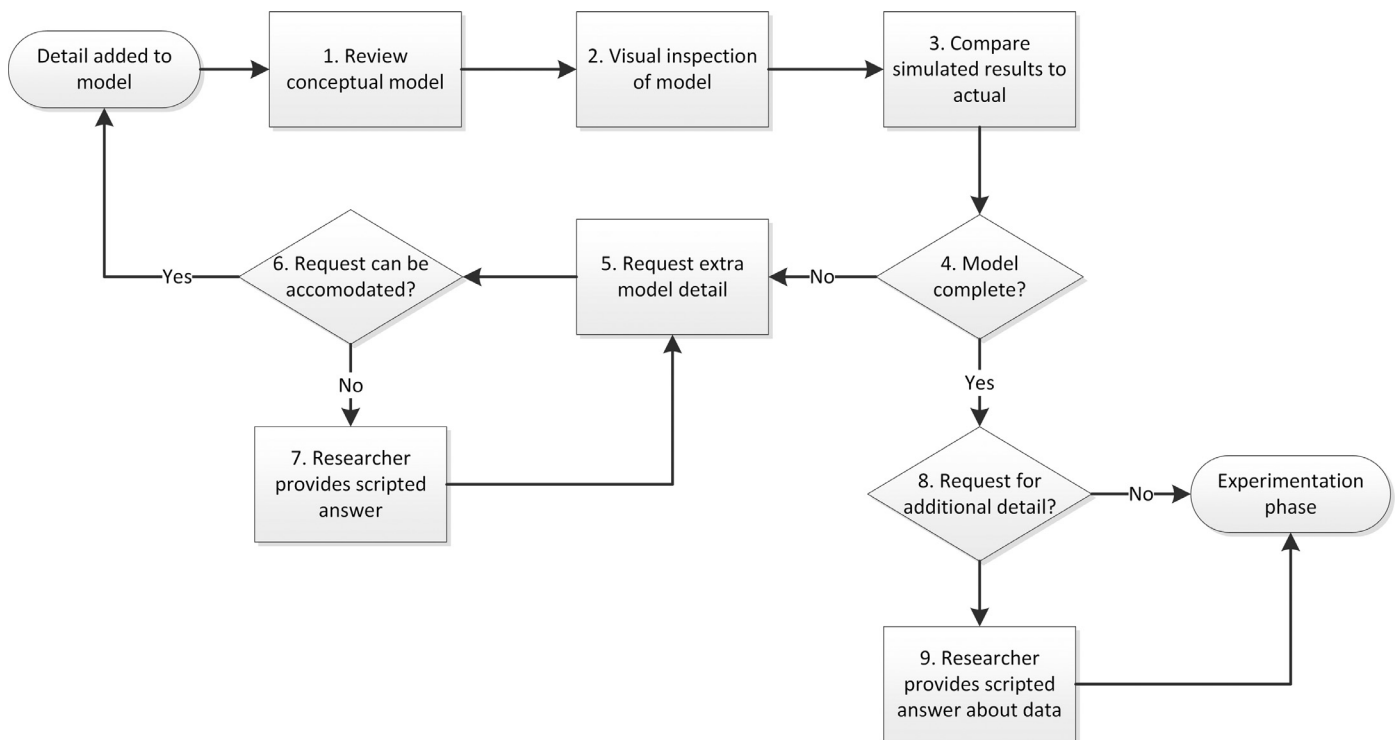 Detail added to
model
1. Review
conceptual model
2. Visual inspection
of model
3. Compare
simulated results to
actual
4. Model
complete?
No
5. Request extra
model detail
6. Request can be
accomodated?
Yes
No
7. Researcher
provides scripted
answer
Yes
8. Request for
additional detail?
No
Experimentation
phase
9. Researcher
provides scripted
answer about data